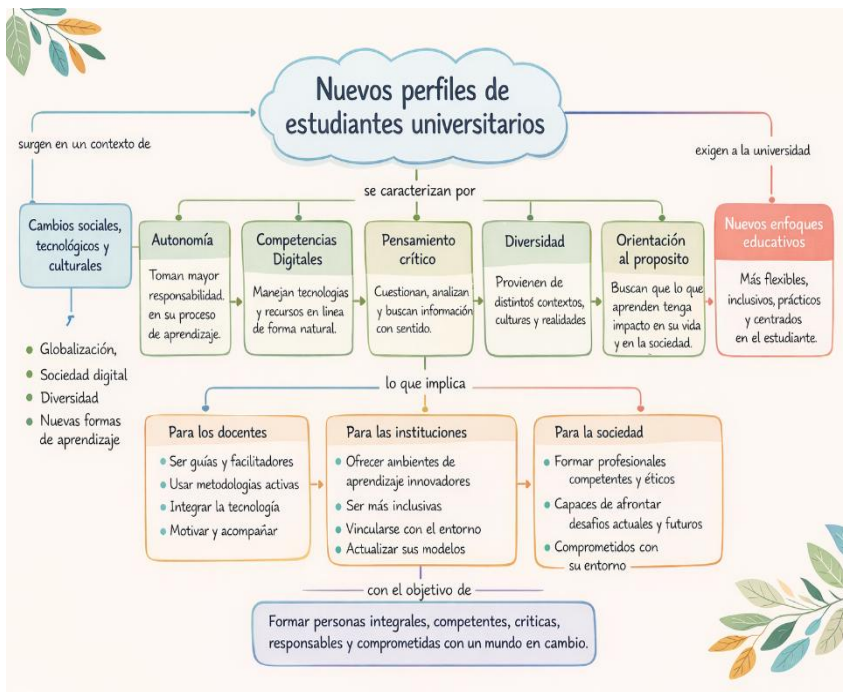 Nuevos perfiles de
estudiantes universitarios
surgen en un contexto de
exigen a la universidad
se caracterizan por
Cambios sociales,
tecnológicos y
culturales
Globalización,
Sociedad digital
Diversidad
Nuevas formas
de aprendizaje
Autonomía
Toman mayor
responsabilidad.
en su proceso
de aprendizaje.
Competencias
Digitales
Manejan tecnologías
y recursos en linea
de forma natural.
Pensamiento
crítico
Cuestionan, analizan
y buscan información
con sentido.
Diversidad
Provienen de
distintos contextos,
cultures y realidades
Orientación
al proposito
Buscan que lo que
aprenden tenga
impacto en su vida
y en la sociedad.
Nuevos enfoques
educativos
Más flexibles,
inclusivos, prácticos
y centrados
en el estudiante.
lo que implica
Para los docentes
Ser guías y facilitadores
Usar metodologías activas
Integrar la tecnología
Motivar y acompañar
Para las instituciones
Ofrecer ambientes de
aprendizaje innovadores
Ser más inclusivas
Vincularse con el entorno
Actualizar sus modelos
Para la sociedad
Formar profesionales
competentes y éticos
Capaces de afrontar
desafíos actuales y futuros
Comprometidos con
su entorno
con el objetivo de
Formar personas integrales, competentes, criticas,
responsables y comprometidas con un mundo en cambio.